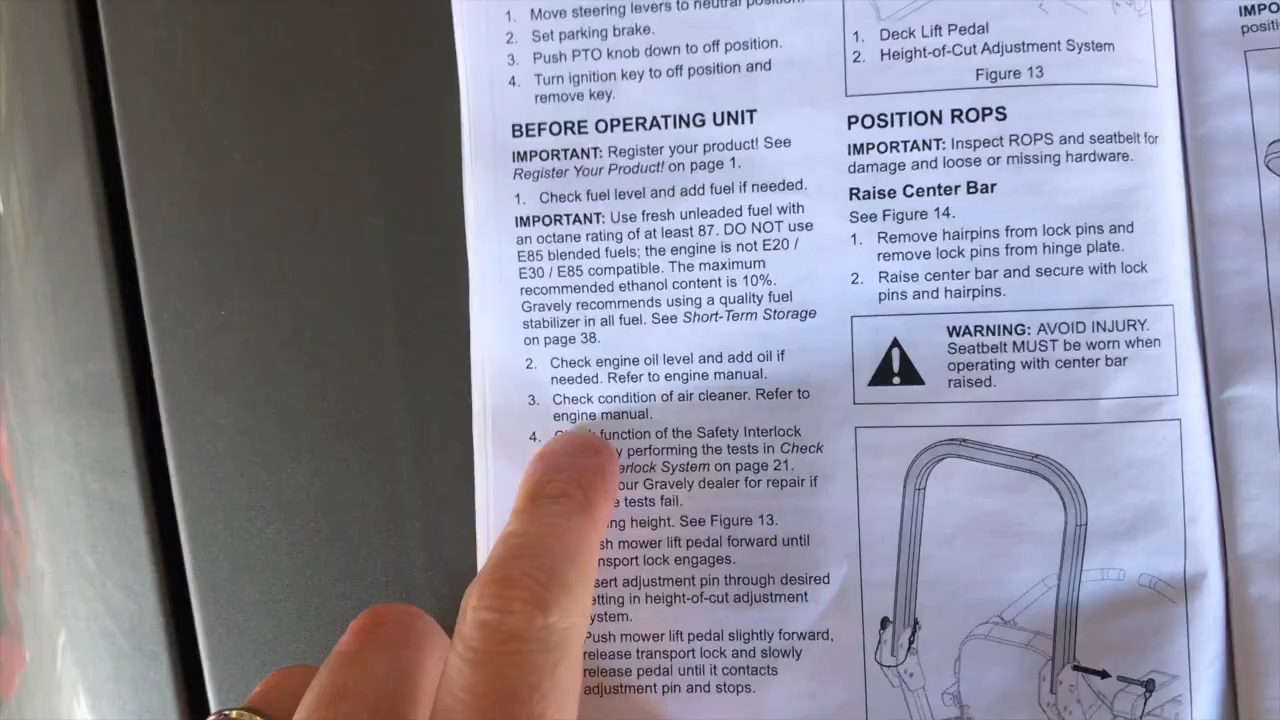 1. Move steering levers to neutral position.
2. Set parking brake.
3. Push PTO knob down to off position.
4. Turn ignition key to off position and
remove key.
BEFORE OPERATING UNIT
IMPORTANT: Register your product! See
Register Your Product! on page 1.
1. Check fuel level and add fuel if needed.
IMPORTANT: Use fresh unleaded fuel with
an octane rating of at least 87. DO NOT use
E85 blended fuels; the engine is not E20 /
E30 / E85 compatible. The maximum
recommended ethanol content is 10%.
Gravely recommends using a quality fuel
stabilizer in all fuel. See Short-Term Storage
on page 38.
2. Check engine oil level and add oil if
needed. Refer to engine manual.
3. Check condition of air cleaner. Refer to
engine manual.
4. function of the Safety Interlock
performing the tests in Check
erlock System on page 21.
our Gravely dealer for repair if
tests fail.
ng height. See Figure 13.
sh mower lift pedal forward until
nsport lock engages.
sert adjustment pin through desired
etting in height-of-cut adjustment
ystem.
Push mower lift pedal slightly forward,
release transport lock and slowly
release pedal until it contacts
adjustment pin and stops.
1. Deck Lift Pedal
2. Height-of-Cut Adjustment System
Figure 13
POSITION ROPS
IMPORTANT: Inspect ROPS and seatbelt for
damage and loose or missing hardware.
Raise Center Bar
See Figure 14.
1. Remove hairpins from lock pins and
remove lock pins from hinge plate.
2. Raise center bar and secure with lock
pins and hairpins.
WARNING: AVOID INJURY.
Seatbelt MUST be worn when
operating with center bar
raised.
IMPO
positi